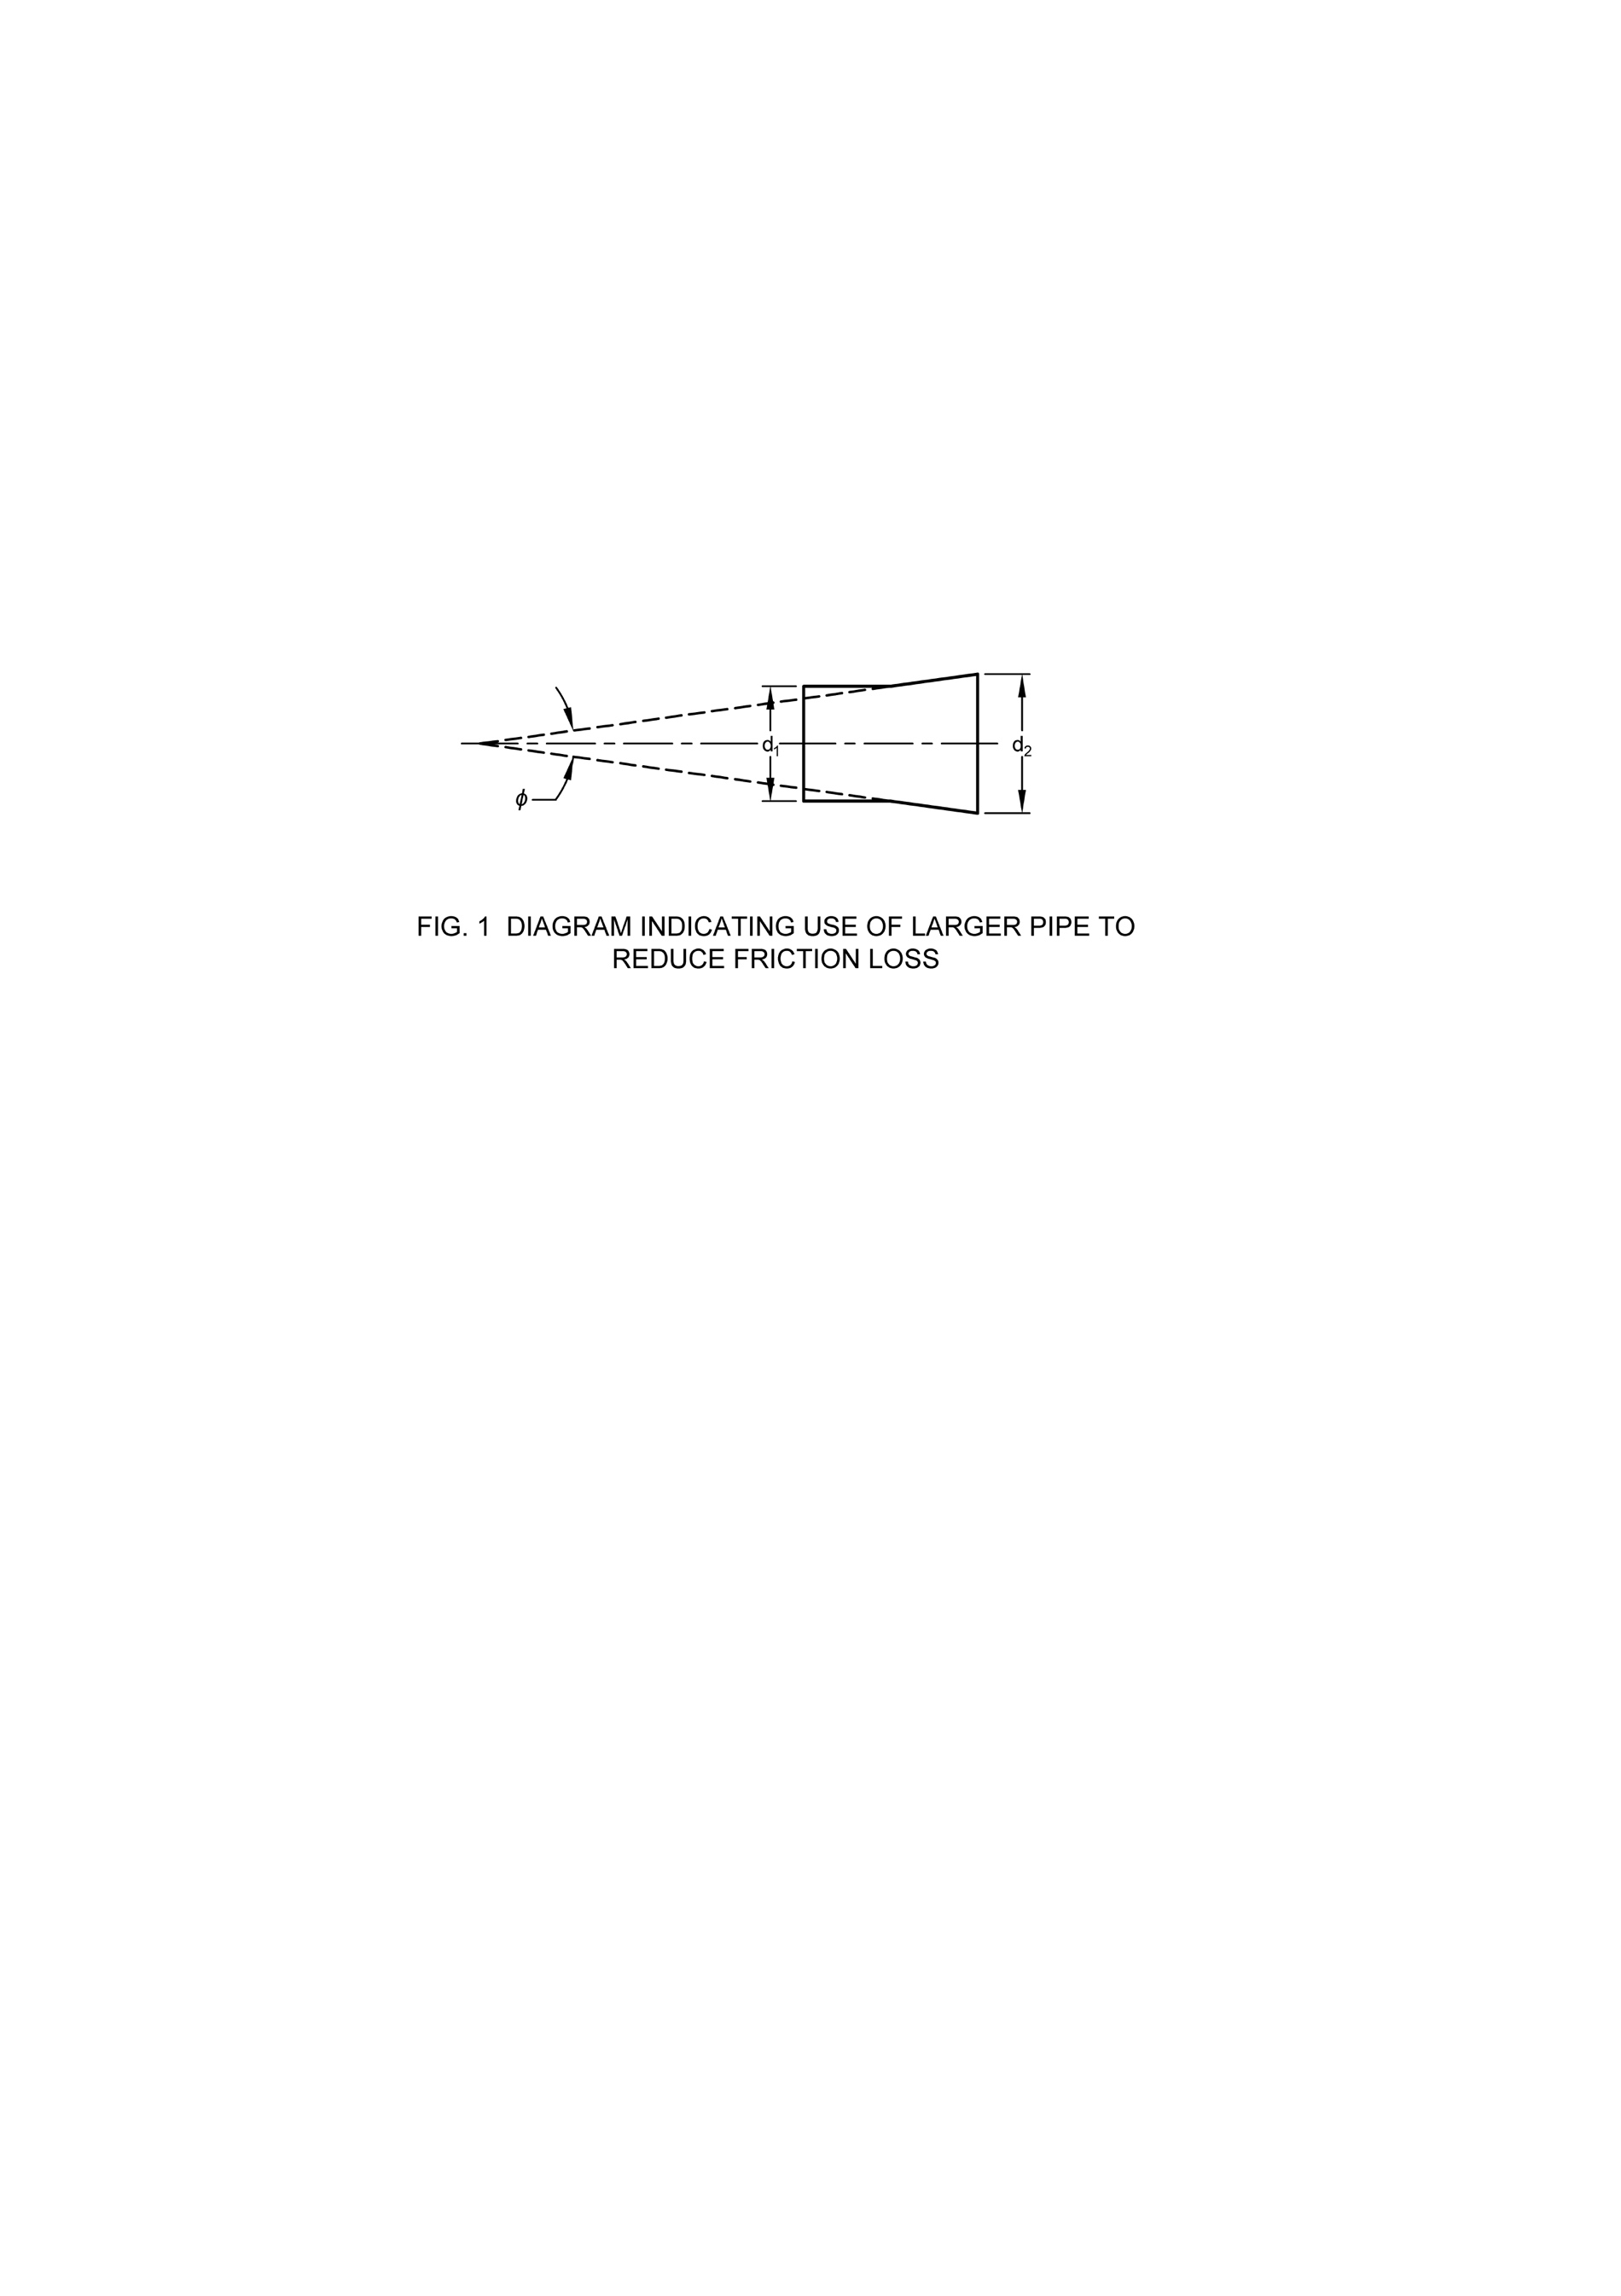 d₁
d₂
ϕ
FIG. 1 DIAGRAM INDICATING USE OF LARGER PIPE TO
REDUCE FRICTION LOSS